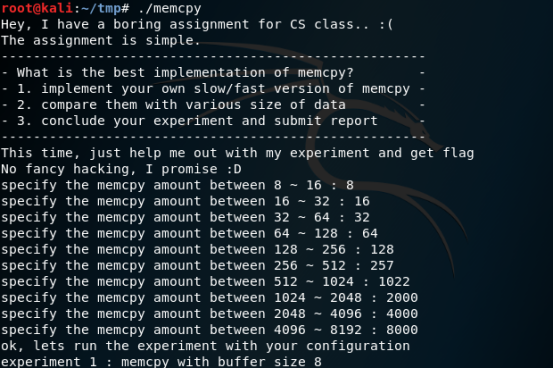 root@kali:~/tmp# ./memcpy
Hey, I have a boring assignment for CS class.. :(
The assignment is simple.
-----------------------------------------------------
- What is the best implementation of memcpy?        -
- 1. implement your own slow/fast version of memcpy -
- 2. compare them with various size of data         -
- 3. conclude your experiment and submit report     -
-----------------------------------------------------
This time, just help me out with my experiment and get flag
No fancy hacking, I promise :D
specify the memcpy amount between 8 ~ 16 : 8
specify the memcpy amount between 16 ~ 32 : 16
specify the memcpy amount between 32 ~ 64 : 32
specify the memcpy amount between 64 ~ 128 : 64
specify the memcpy amount between 128 ~ 256 : 128
specify the memcpy amount between 256 ~ 512 : 257
specify the memcpy amount between 512 ~ 1024 : 1022
specify the memcpy amount between 1024 ~ 2048 : 2000
specify the memcpy amount between 2048 ~ 4096 : 4000
specify the memcpy amount between 4096 ~ 8192 : 8000
ok, lets run the experiment with your configuration
experiment 1 : memcpy with buffer size 8